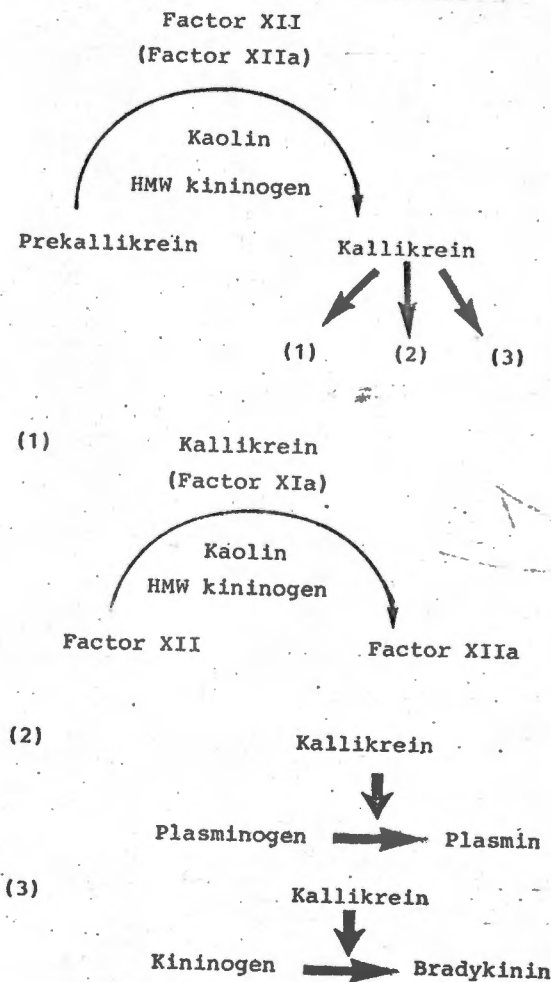 Factor XII
(Factor XIIa)
Kaolin
HMW kininogen
Prekallikrein Kallikrein
(1) (2) (3)
(1) Kallikrein
(Factor XIa)
Kaolin
HMW kininogen
Factor XII Factor XIIa
(2) Kallikrein
Plasminogen Plasmin
(3) Kallikrein
Kininogen Bradykinin